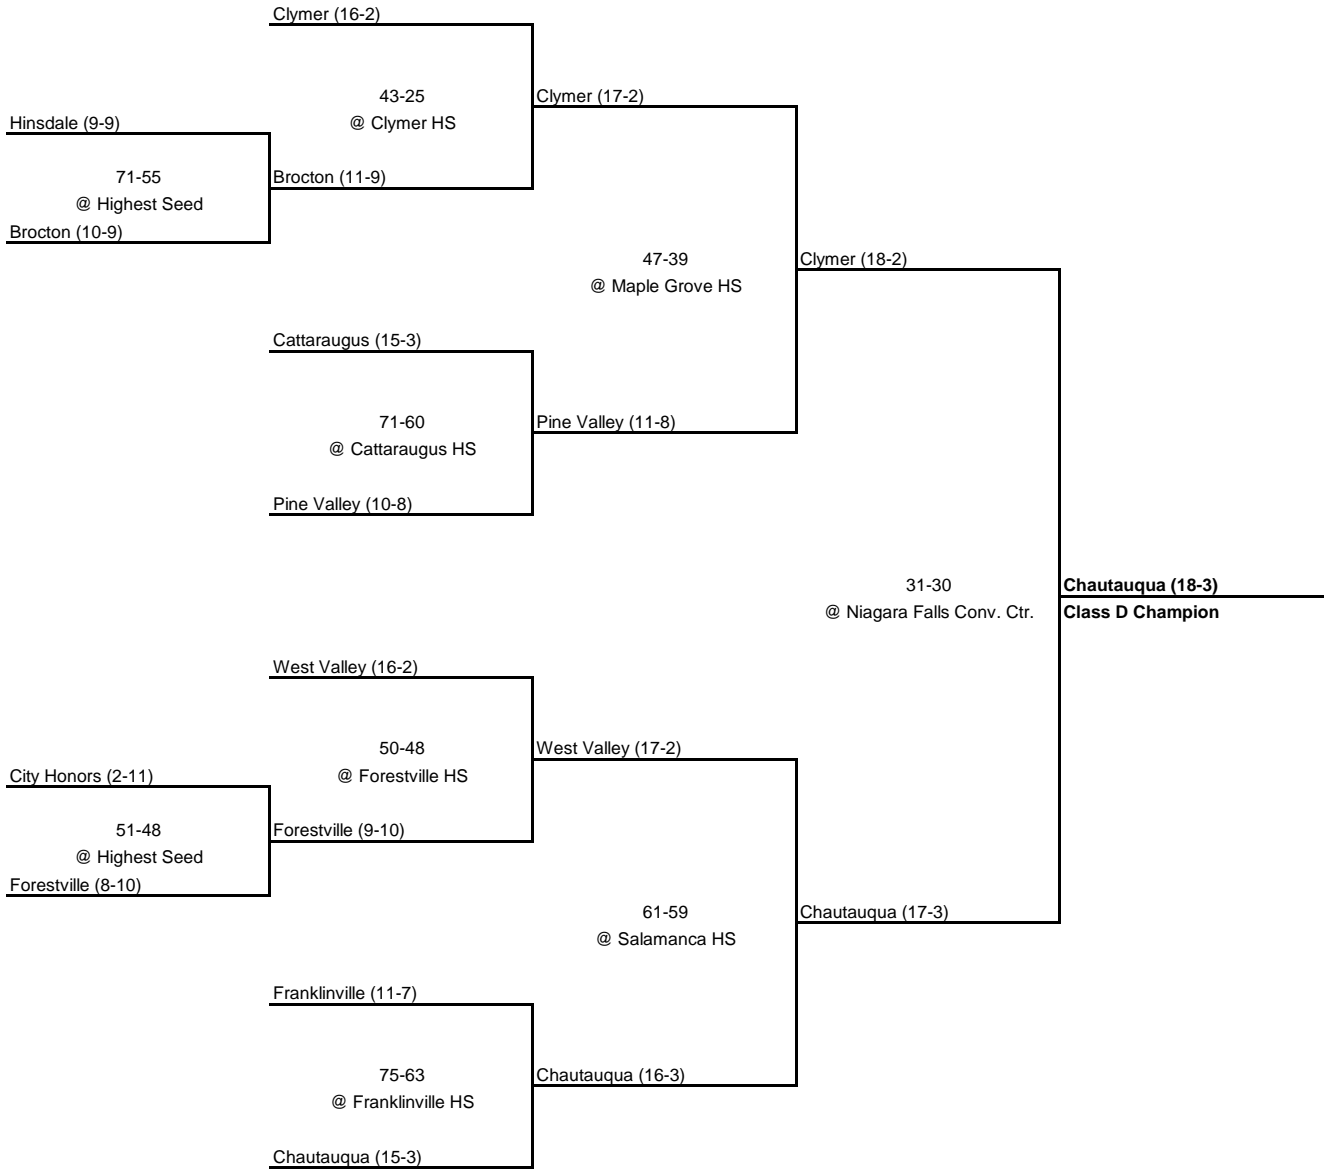 Clymer (16-2)
43-25
@ Clymer HS
Clymer (17-2)
Hinsdale (9-9)
71-55
@ Highest Seed
Brocton (11-9)
Brocton (10-9)
47-39
@ Maple Grove HS
Clymer (18-2)
Cattaraugus (15-3)
71-60
@ Cattaraugus HS
Pine Valley (11-8)
Pine Valley (10-8)
31-30
@ Niagara Falls Conv. Ctr.
Chautauqua (18-3)
Class D Champion
West Valley (16-2)
50-48
@ Forestville HS
West Valley (17-2)
City Honors (2-11)
51-48
@ Highest Seed
Forestville (9-10)
Forestville (8-10)
61-59
@ Salamanca HS
Chautauqua (17-3)
Franklinville (11-7)
75-63
@ Franklinville HS
Chautauqua (16-3)
Chautauqua (15-3)